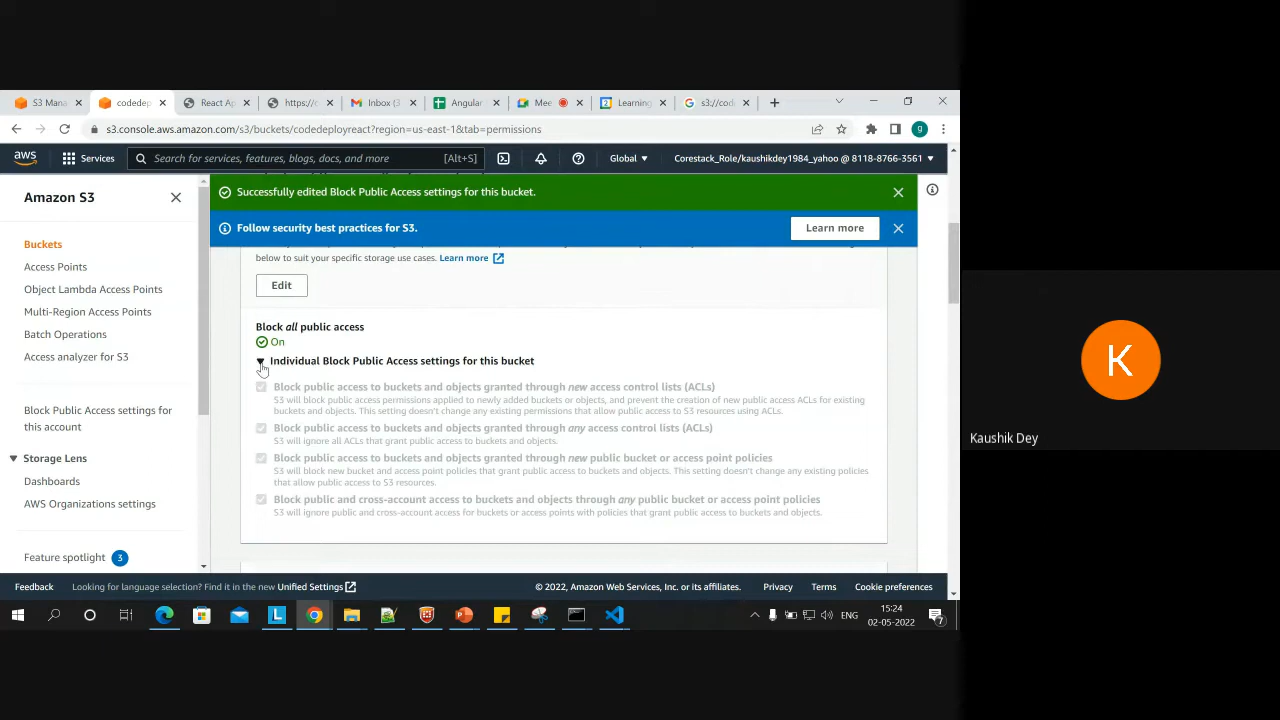 S3 Mana
codedep
React Ap
https://c
Inbox (3
Angular
Mee
Learning
s3://cod
s3.console.aws.amazon.com/s3/buckets/codedeployreact?region=us-east-1&tab=permissions
g
aws
Services
Search for services, features, blogs, docs, and more
[Alt+S]
Global
Corestack_Role/kaushikdey1984_yahoo @ 8118-8766-3561
Amazon S3
Buckets
Access Points
Object Lambda Access Points
Multi-Region Access Points
Batch Operations
Access analyzer for S3
Block Public Access settings for
this account
Storage Lens
Dashboards
AWS Organizations settings
Feature spotlight 3
Successfully edited Block Public Access settings for this bucket.
Follow security best practices for S3.
Learn more
below to suit your specific storage use cases. Learn more
Edit
Block all public access
On
Individual Block Public Access settings for this bucket
Block public access to buckets and objects granted through new access control lists (ACLs)
S3 will block public access permissions applied to newly added buckets or objects, and prevent the creation of new public access ACLs for existing
buckets and objects. This setting doesn't change any existing permissions that allow public access to S3 resources using ACLs.
Block public access to buckets and objects granted through any access control lists (ACLs)
S3 will ignore all ACLs that grant public access to buckets and objects.
Block public access to buckets and objects granted through new public bucket or access point policies
S3 will block new bucket and access point policies that grant public access to buckets and objects. This setting doesn't change any existing policies
that allow public access to S3 resources.
Block public and cross-account access to buckets and objects through any public bucket or access point policies
S3 will ignore public and cross-account access for buckets or access points with policies that grant public access to buckets and objects.
Feedback
Looking for language selection? Find it in the new Unified Settings
© 2022, Amazon Web Services, Inc. or its affiliates.
Privacy
Terms
Cookie preferences
L
ENG
15:24
02-05-2022
7
K
Kaushik Dey